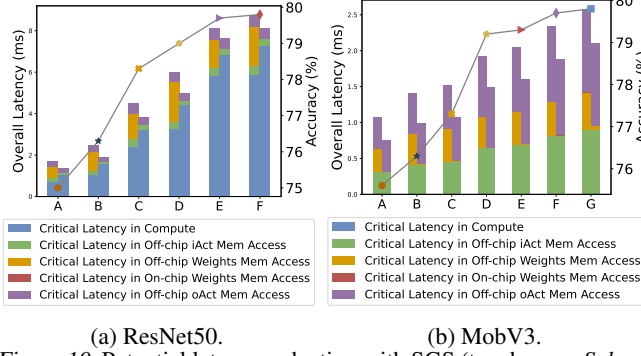 Overall Latency (ms)
8
6
4
2
0
A B C D E F
80
79
78
77
76
75
Accuracy (%)
Critical Latency in Compute
Critical Latency in Off-chip iAct Mem Access
Critical Latency in Off-chip Weights Mem Access
Critical Latency in On-chip Weights Mem Access
Critical Latency in Off-chip oAct Mem Access
(a) ResNet50.
Overall Latency (ms)
2.5
2.0
1.5
1.0
0.5
0.0
A B C D E F G
80
79
78
77
76
Accuracy (%)
Critical Latency in Compute
Critical Latency in Off-chip iAct Mem Access
Critical Latency in Off-chip Weights Mem Access
Critical Latency in On-chip Weights Mem Access
Critical Latency in Off-chip oAct Mem Access
(b) MobV3.